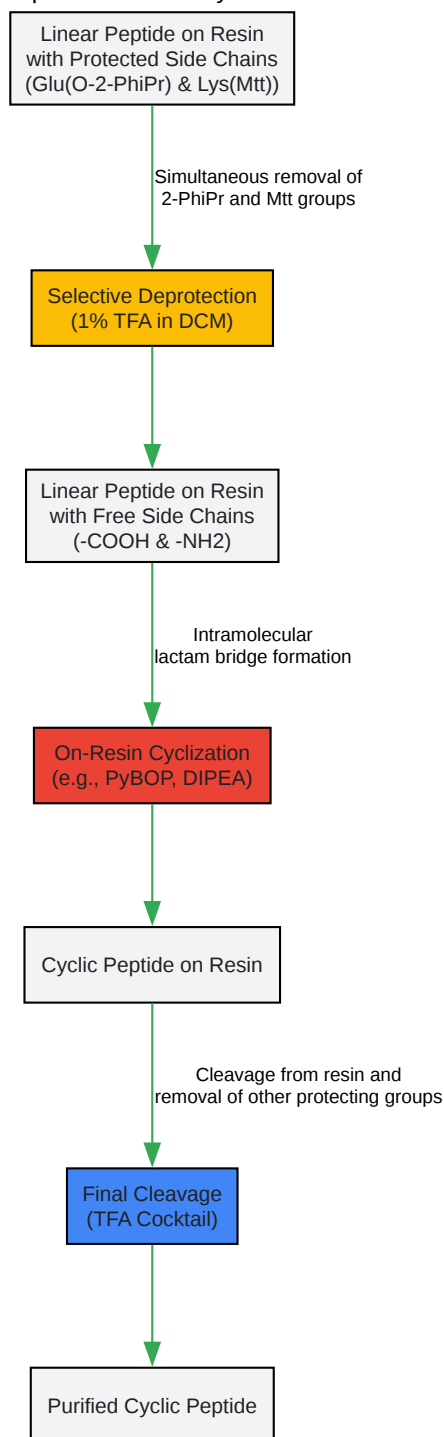 Linear Peptide on Resin
with Protected Side Chains
(Glu(O-2-PhiPr) & Lys(Mtt))
Simultaneous removal of
2-PhiPr and Mtt groups
Selective Deprotection
(1% TFA in DCM)
Linear Peptide on Resin
with Free Side Chains
(-COOH & -NH2)
Intramolecular
lactam bridge formation
On-Resin Cyclization
(e.g., PyBOP, DIPEA)
Cyclic Peptide on Resin
Cleavage from resin and
removal of other protecting groups
Final Cleavage
(TFA Cocktail)
Purified Cyclic Peptide